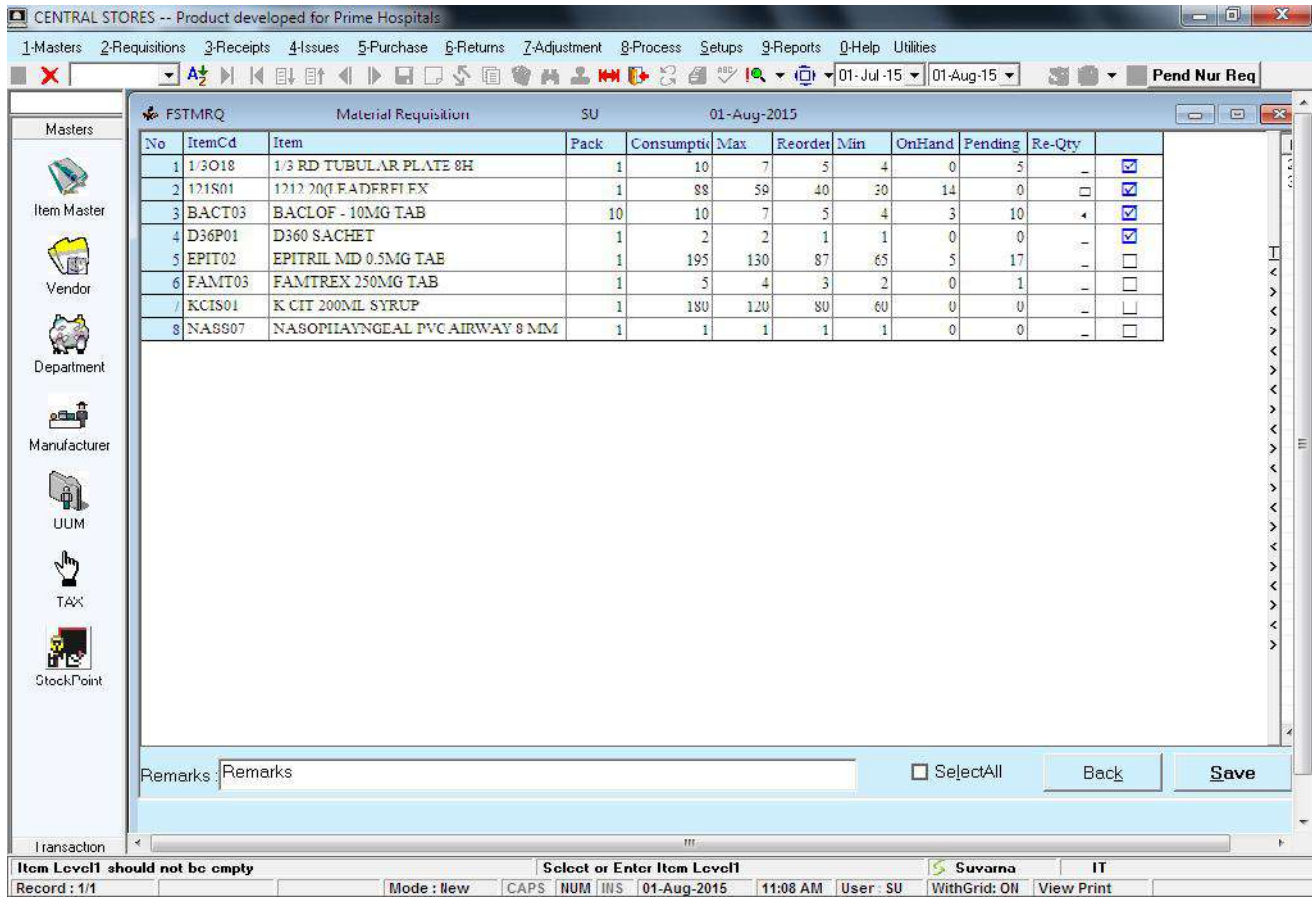 CENTRAL STORES -- Product developed for Prime Hospitals
1-Masters 2-Requisitions 3-Receipts 4-Issues 5-Purchase 6-Returns 7-Adjustment 8-Process Setups 9-Reports 0-Help Utilities
01-Jul-15 01-Aug-15 Pend Nur Req
Masters
Item Master
Vendor
Department
Manufacturer
UUM
TAX
StockPoint
Transaction
FSTMRQ Material Requisition SU 01-Aug-2015
No ItemCd Item Pack Consumptic Max Reorder Min OnHand Pending Re-Qty
1 1/3O18 1/3 RD TUBULAR PLATE 8H 1 10 7 5 4 0 5
2 121S01 1212 20(LEADERFLEX 1 88 59 40 30 14 0
3 BACT03 BACLOF - 10MG TAB 10 10 7 5 4 3 10
4 D36P01 D360 SACHET 1 2 2 1 1 0 0
5 EPIT02 EPITRIL MD 0.5MG TAB 1 195 130 87 65 5 17
6 FAMT03 FAMTREX 250MG TAB 1 5 4 3 2 0 1
7 KCIS01 K CIT 200ML SYRUP 1 180 120 80 60 0 0
8 NASS07 NASOPHAYNGEAL PVC AIRWAY 8 MM 1 1 1 1 1 0 0
Remarks : Remarks SelectAll Back Save
Item Level1 should not be empty Select or Enter Item Level1 Suvarna IT
Record : 1/1 Mode : New CAPS NUM INS 01-Aug-2015 11:08 AM User : SU WithGrid: ON View Print